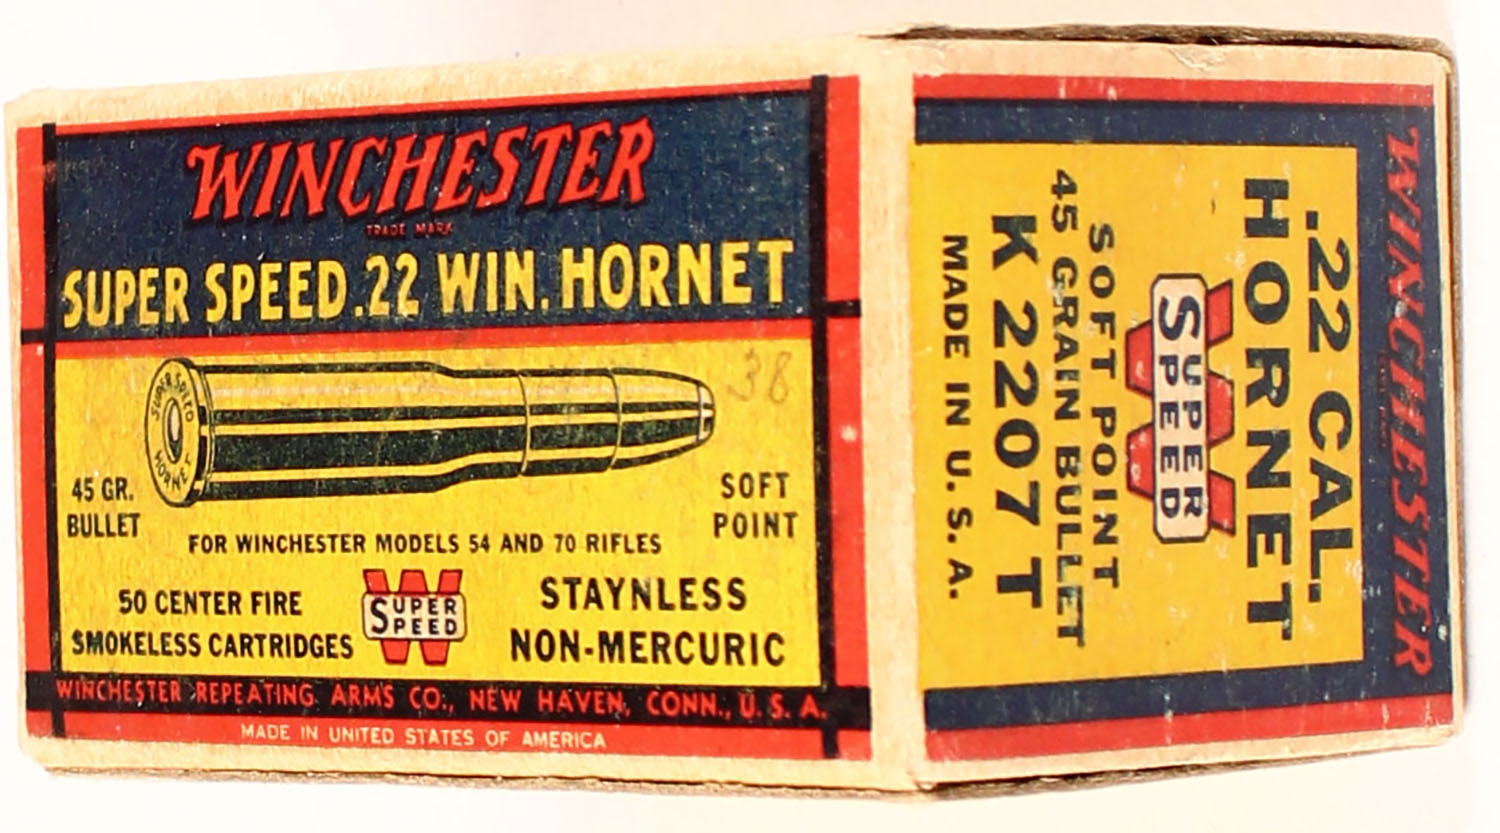 WINCHESTER
TRADE MARK
SUPER SPEED .22 WIN. HORNET
38
SUPER SPEED
HORNET
45 GR.
BULLET
SOFT
POINT
FOR WINCHESTER MODELS 54 AND 70 RIFLES
50 CENTER FIRE
SMOKELESS CARTRIDGES
SUPER
SPEED
STAYNLESS
NON-MERCURIC
WINCHESTER REPEATING ARMS CO., NEW HAVEN, CONN., U.S.A.
MADE IN UNITED STATES OF AMERICA
WINCHESTER
.22 CAL.
HORNET
SUPER
SPEED
SOFT POINT
45 GRAIN BULLET
K 2207 T
MADE IN U.S.A.